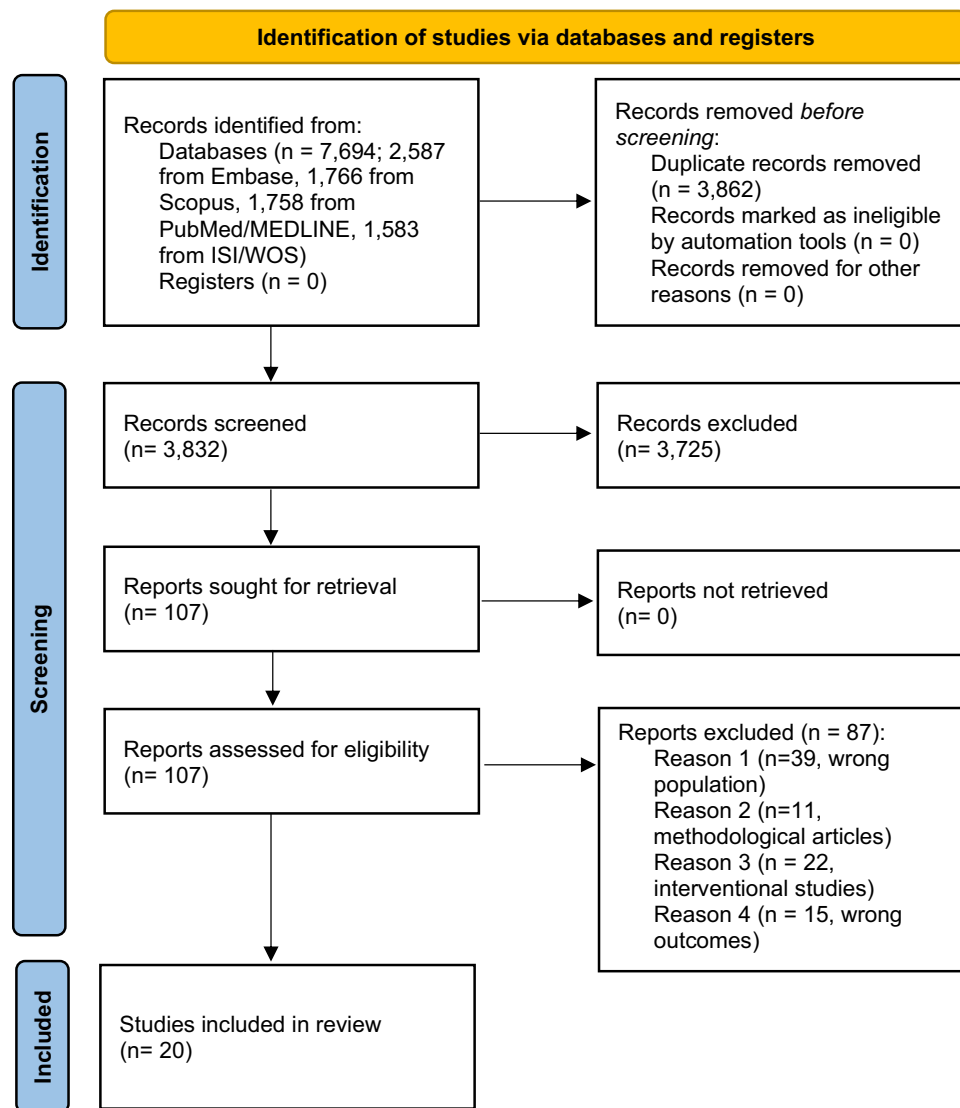 Identification of studies via databases and registers
Identification
Records identified from:
Databases (n = 7,694; 2,587
from Embase, 1,766 from
Scopus, 1,758 from
PubMed/MEDLINE, 1,583
from ISI/WOS)
Registers (n = 0)
Records removed before
screening:
Duplicate records removed
(n = 3,862)
Records marked as ineligible
by automation tools (n = 0)
Records removed for other
reasons (n = 0)
Screening
Records screened
(n= 3,832)
Records excluded
(n= 3,725)
Reports sought for retrieval
(n= 107)
Reports not retrieved
(n= 0)
Reports assessed for eligibility
(n= 107)
Reports excluded (n = 87):
Reason 1 (n=39, wrong
population)
Reason 2 (n=11,
methodological articles)
Reason 3 (n = 22,
interventional studies)
Reason 4 (n = 15, wrong
outcomes)
Included
Studies included in review
(n= 20)